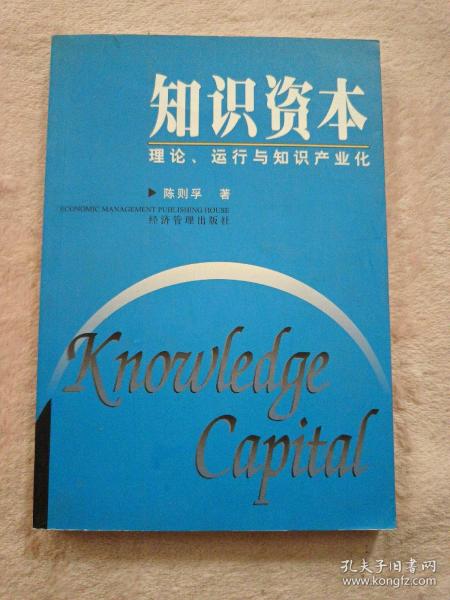 知识资本
理论、运行与知识产业化
▶陈则孚 著
ECONOMIC MANAGEMENT PUBLISHING HOUSE
经济管理出版社
Knowledge
Capital
孔夫子旧书网
www.kongfz.com